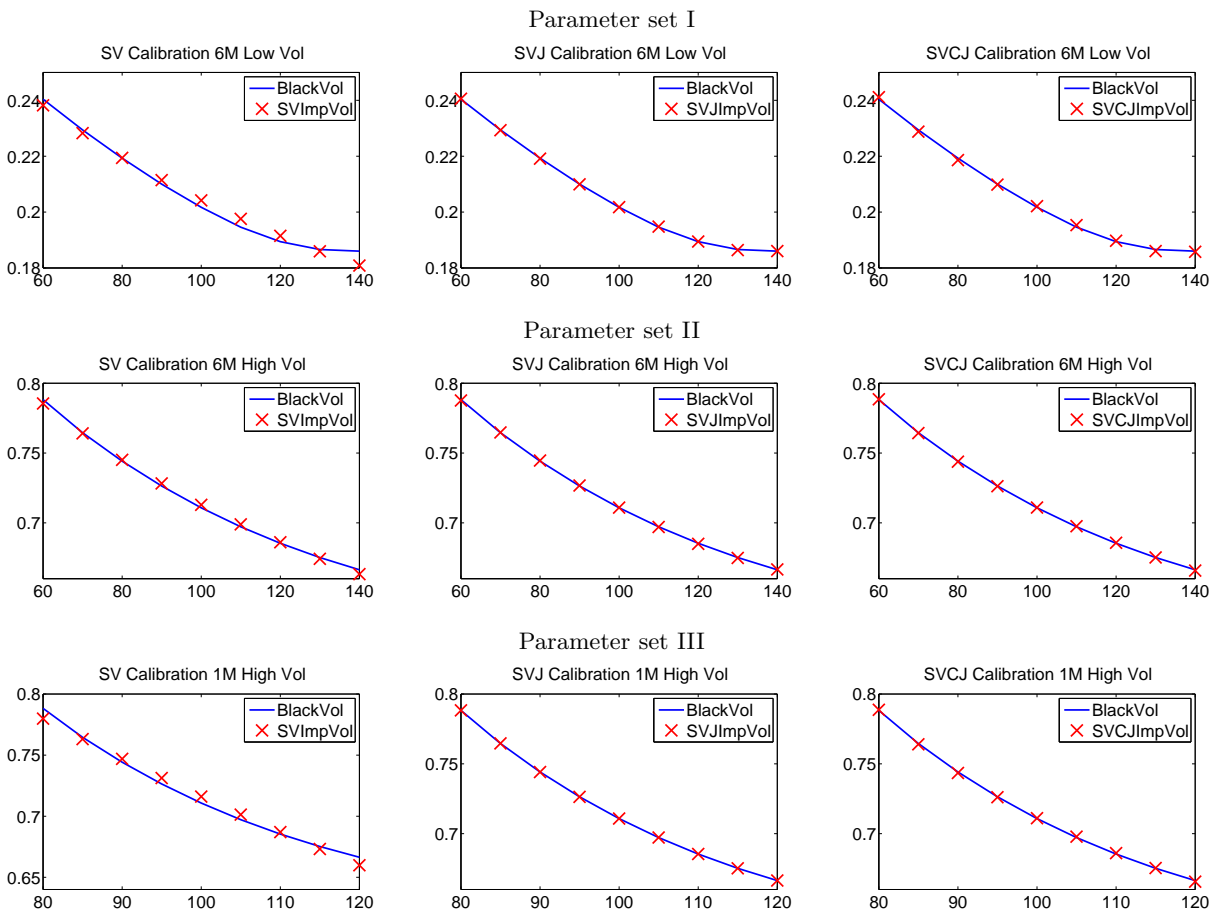 Parameter set I
SV Calibration 6M Low Vol
0.24
0.22
0.2
0.18
60 80 100 120 140
BlackVol
SVImpVol
SVJ Calibration 6M Low Vol
0.24
0.22
0.2
0.18
60 80 100 120 140
BlackVol
SVJImpVol
SVCJ Calibration 6M Low Vol
0.24
0.22
0.2
0.18
60 80 100 120 140
BlackVol
SVCJImpVol
Parameter set II
SV Calibration 6M High Vol
0.8
0.75
0.7
60 80 100 120 140
BlackVol
SVImpVol
SVJ Calibration 6M High Vol
0.8
0.75
0.7
60 80 100 120 140
BlackVol
SVJImpVol
SVCJ Calibration 6M High Vol
0.8
0.75
0.7
60 80 100 120 140
BlackVol
SVCJImpVol
Parameter set III
SV Calibration 1M High Vol
0.8
0.75
0.7
0.65
80 90 100 110 120
BlackVol
SVImpVol
SVJ Calibration 1M High Vol
0.8
0.75
0.7
80 90 100 110 120
BlackVol
SVJImpVol
SVCJ Calibration 1M High Vol
0.8
0.75
0.7
80 90 100 110 120
BlackVol
SVCJImpVol